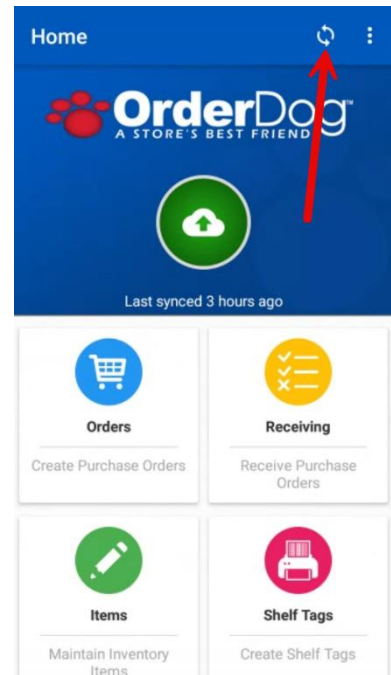 Home
OrderDog™
A STORE'S BEST FRIEND
Last synced 3 hours ago
Orders
Receiving
Create Purchase Orders
Receive Purchase
Orders
Items
Shelf Tags
Maintain Inventory
Items
Create Shelf Tags